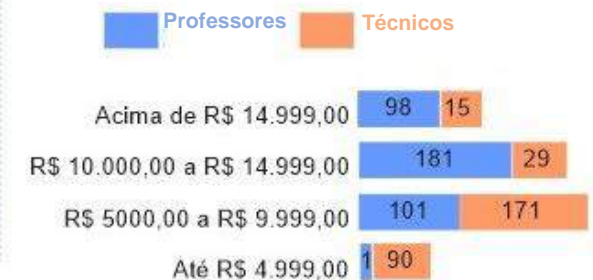 Professores Técnicos
Acima de R$ 14.999,00 98 15
R$ 10.000,00 a R$ 14.999,00 181 29
R$ 5000,00 a R$ 9.999,00 101 171
Até R$ 4.999,00 1 90